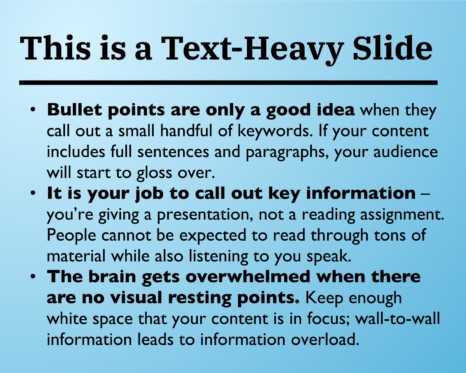 This is a Text-Heavy Slide
• Bullet points are only a good idea when they
call out a small handful of keywords. If your content
includes full sentences and paragraphs, your audience
will start to gloss over.
• It is your job to call out key information –
you're giving a presentation, not a reading assignment.
People cannot be expected to read through tons of
material while also listening to you speak.
• The brain gets overwhelmed when there
are no visual resting points. Keep enough
white space that your content is in focus; wall-to-wall
information leads to information overload.